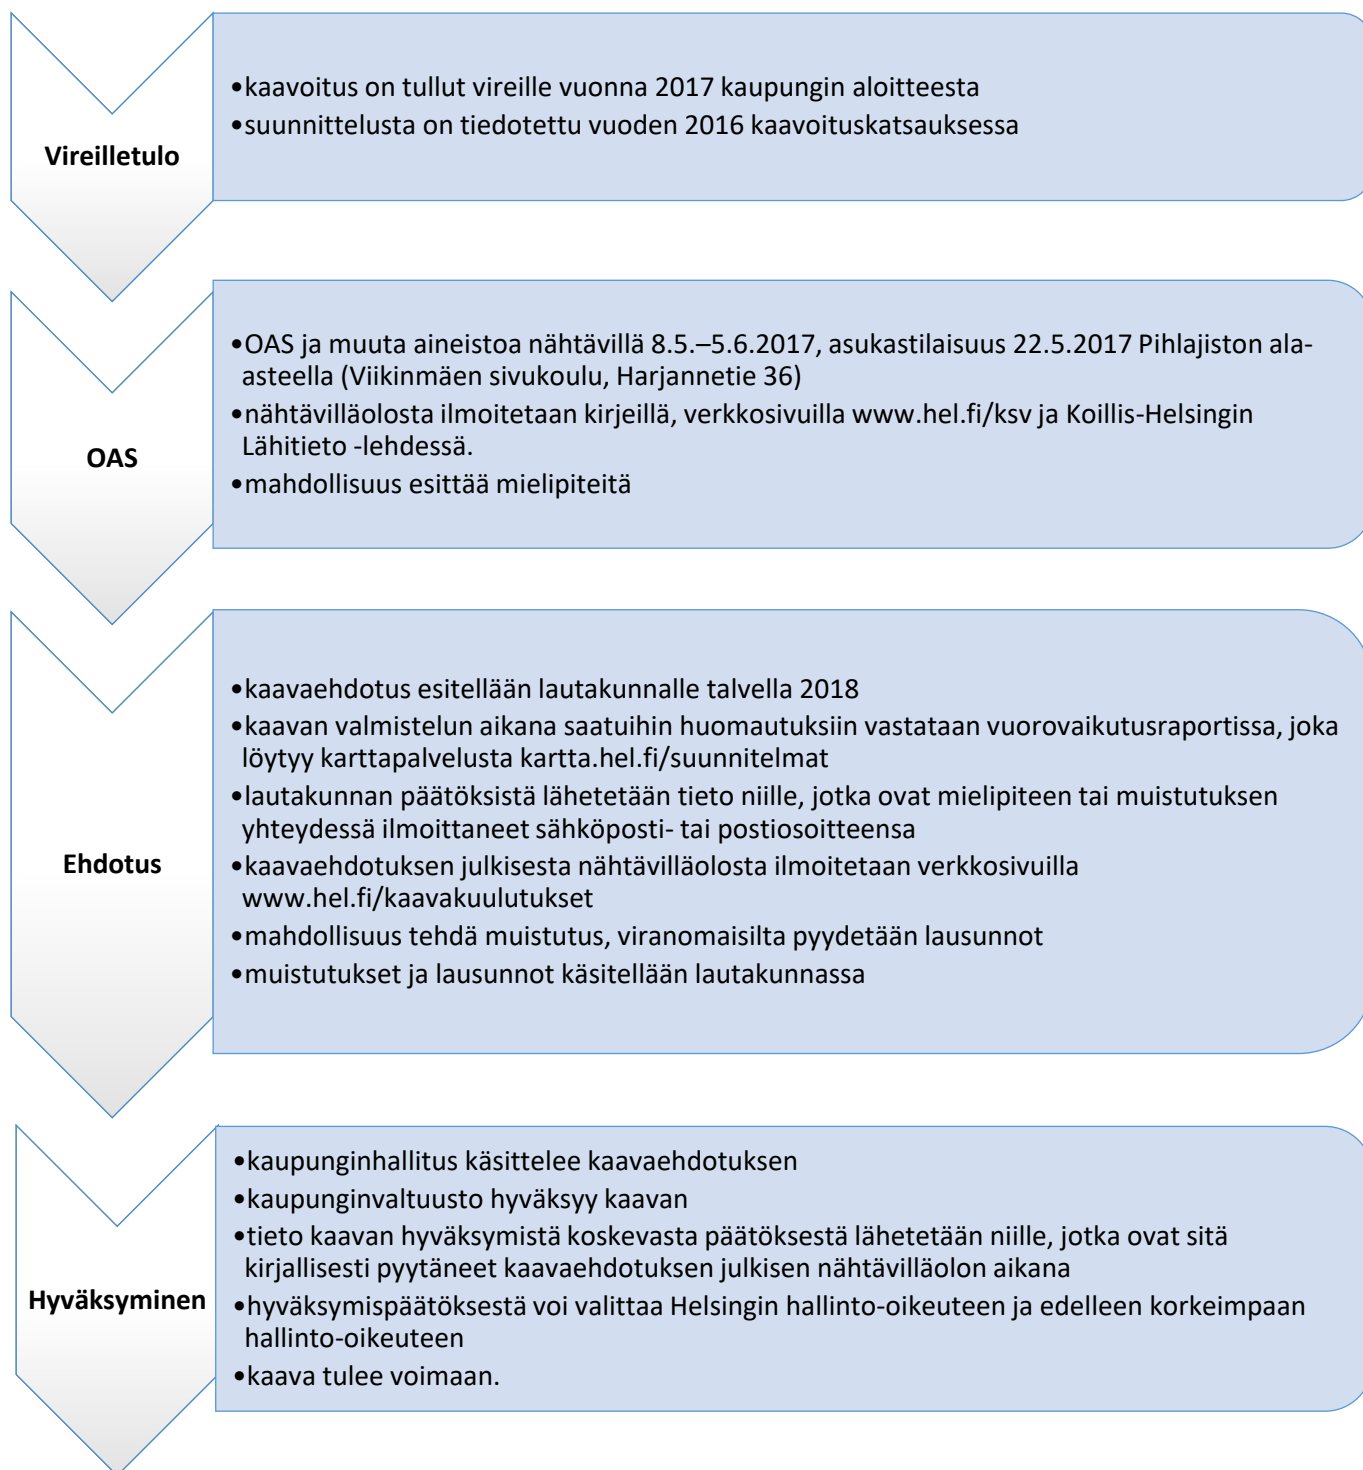 Vireilletulo
•kaavoitus on tullut vireille vuonna 2017 kaupungin aloitteesta
•suunnittelusta on tiedotettu vuoden 2016 kaavoituskatsauksessa
OAS
•OAS ja muuta aineistoa nähtävillä 8.5.–5.6.2017, asukastilaisuus 22.5.2017 Pihlajiston ala-
asteella (Viikinmäen sivukoulu, Harjannetie 36)
•nähtävilläolosta ilmoitetaan kirjeillä, verkkosivuilla www.hel.fi/ksv ja Koillis-Helsingin
Lähitieto -lehdessä.
•mahdollisuus esittää mielipiteitä
Ehdotus
•kaavaehdotus esitellään lautakunnalle talvella 2018
•kaavan valmistelun aikana saatuihin huomautuksiin vastataan vuorovaikutusraportissa, joka
löytyy karttapalvelusta kartta.hel.fi/suunnitelmat
•lautakunnan päätöksistä lähetetään tieto niille, jotka ovat mielipiteen tai muistutuksen
yhteydessä ilmoittaneet sähköposti- tai postiosoitteensa
•kaavaehdotuksen julkisesta nähtävilläolosta ilmoitetaan verkkosivuilla
www.hel.fi/kaavakuulutukset
•mahdollisuus tehdä muistutus, viranomaisilta pyydetään lausunnot
•muistutukset ja lausunnot käsitellään lautakunnassa
Hyväksyminen
•kaupunginhallitus käsittelee kaavaehdotuksen
•kaupunginvaltuusto hyväksyy kaavan
•tieto kaavan hyväksymistä koskevasta päätöksestä lähetetään niille, jotka ovat sitä
kirjallisesti pyytäneet kaavaehdotuksen julkisen nähtävilläolon aikana
•hyväksymispäätöksestä voi valittaa Helsingin hallinto-oikeuteen ja edelleen korkeimpaan
hallinto-oikeuteen
•kaava tulee voimaan.